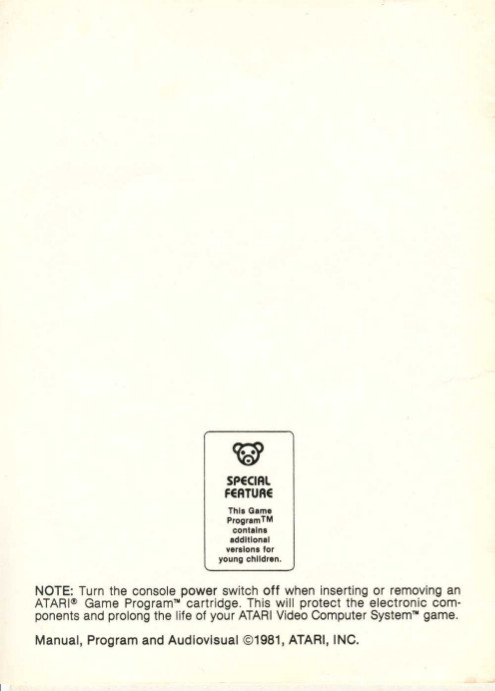 SPECIAL
FEATURE
This Game
Program™
contains
additional
versions for
young children.
NOTE: Turn the console power switch off when inserting or removing an
ATARI® Game Program™ cartridge. This will protect the electronic com-
ponents and prolong the life of your ATARI Video Computer System™ game.
Manual, Program and Audiovisual ©1981, ATARI, INC.